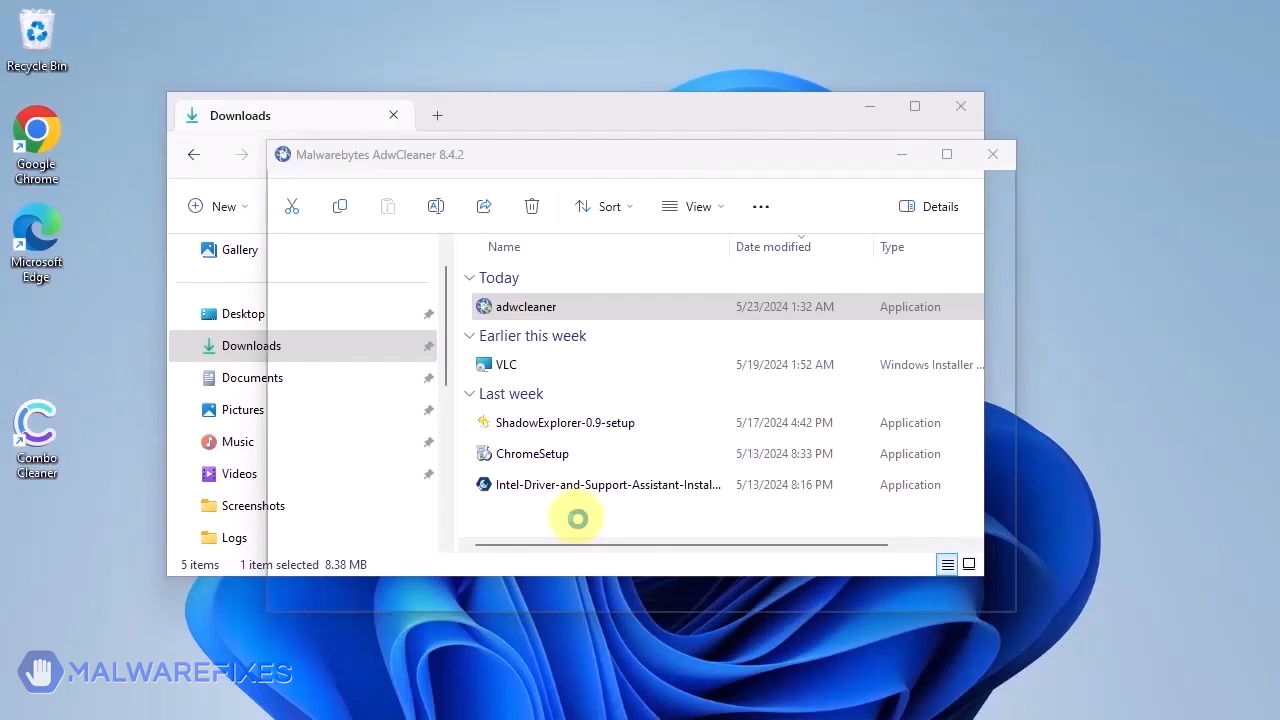 Recycle Bin
Google
Chrome
Microsoft
Edge
Combo
Cleaner
Downloads
Malwarebytes AdwCleaner 8.4.2
New
Sort
View
Details
Gallery
Desktop
Downloads
Documents
Pictures
Music
Videos
Screenshots
Logs
Name Date modified Type
Today
adwcleaner 5/23/2024 1:32 AM Application
Earlier this week
VLC 5/19/2024 1:52 AM Windows Installer ...
Last week
ShadowExplorer-0.9-setup 5/17/2024 4:42 PM Application
ChromeSetup 5/13/2024 8:33 PM Application
Intel-Driver-and-Support-Assistant-Instal... 5/13/2024 8:16 PM Application
5 items 1 item selected 8.38 MB
MALWAREFIXES